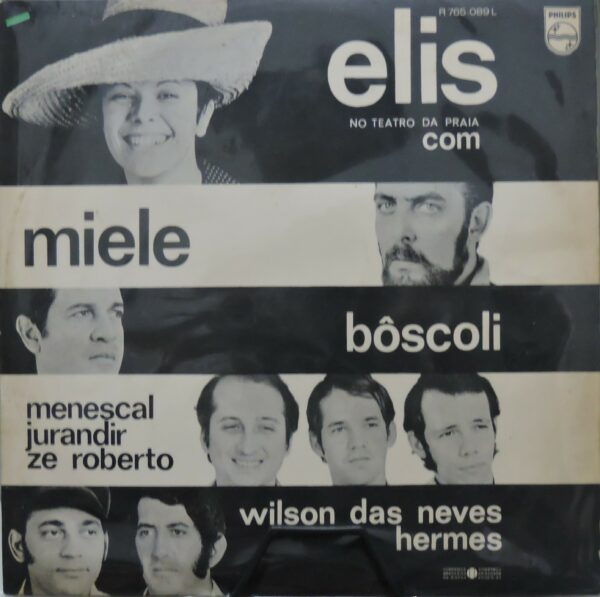 R 765.089 L
PHILIPS
elis
NO TEATRO DA PRAIA
com
miele
bôscoli
menescal
jurandir
ze roberto
wilson das neves
hermes